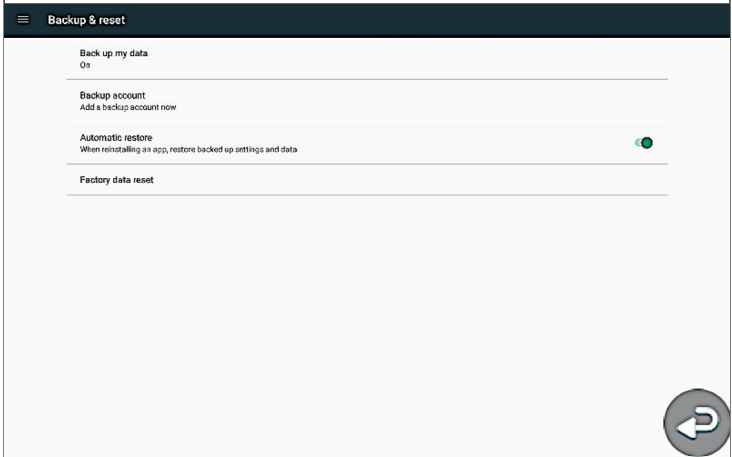 Backup & reset
Back up my data
On
Backup account
Add a backup account now
Automatic restore
When reinstalling an app, restore backed up settings and data
Factory data reset